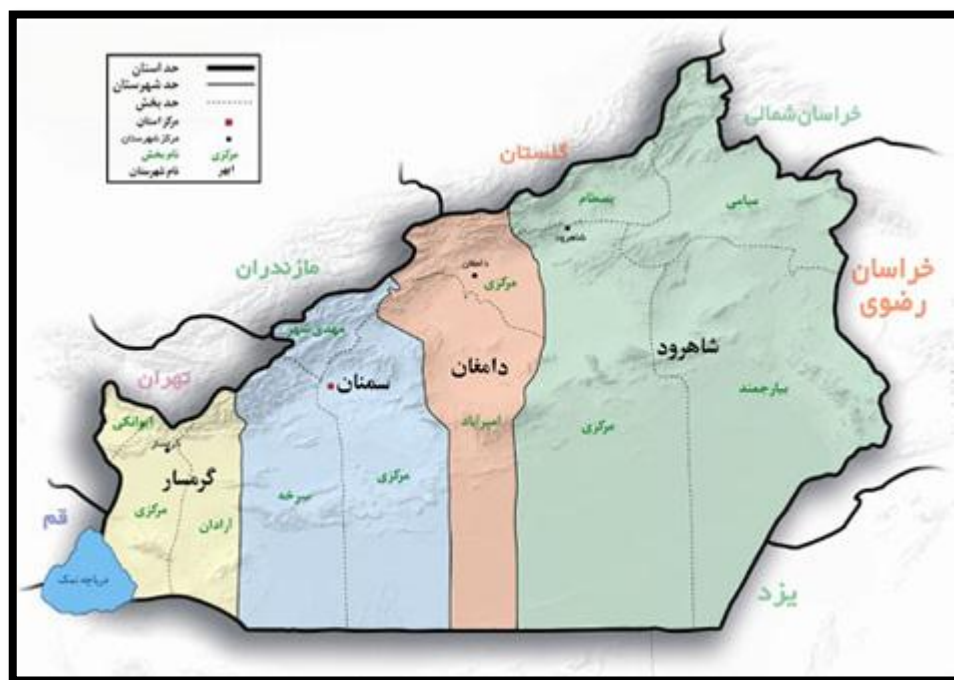 حد استان
حد شهرستان
حد بخش
مرکز استان
مرکز شهرستان
نام بخش
مرکزی
نام شهرستان
ابهر
خراسان شمالی
گلستان
خراسان رضوی
مازندران
تهران
قم
یزد
دریاچه نمک
بسطام
میامی
شاهرود
شاهرود
بیارجمند
مرکزی
دامغان
مرکزی
دامغان
امیرآباد
مهدی شهر
سمنان
سرخه
مرکزی
ایوانکی
گرمسار
گرمسار
مرکزی
آرادان